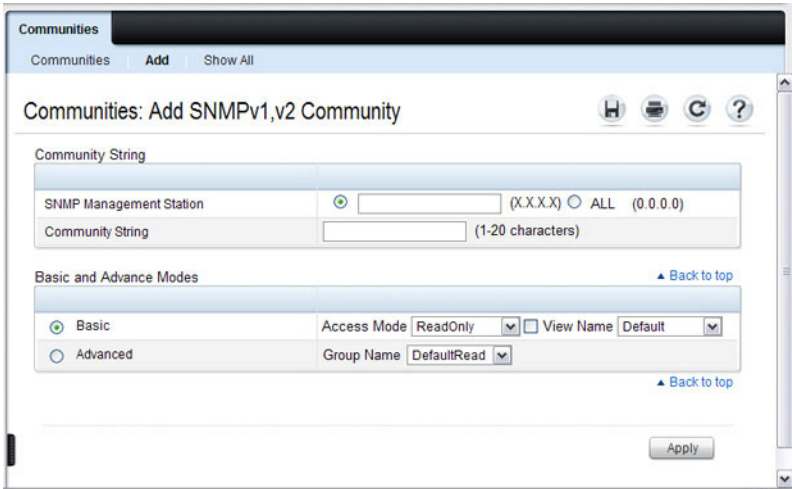 Communities
Communities Add Show All
Communities: Add SNMPv1,v2 Community
Community String
SNMP Management Station (X.X.X.X) ALL (0.0.0.0)
Community String (1-20 characters)
Basic and Advance Modes Back to top
Basic Access Mode ReadOnly View Name Default
Advanced Group Name DefaultRead
Back to top
Apply